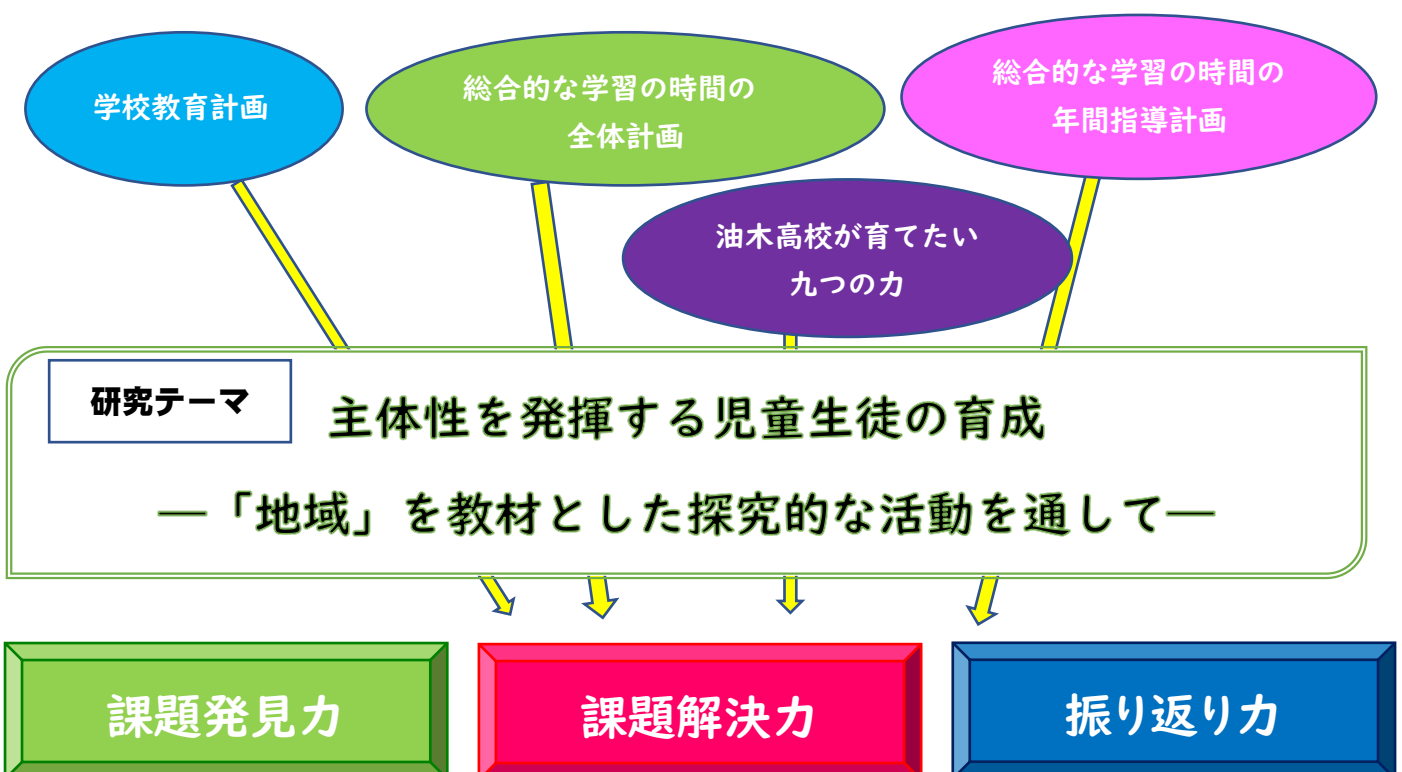 学校教育計画
総合的な学習の時間の
全体計画
総合的な学習の時間の
年間指導計画
油木高校が育てたい
九つの力
研究テーマ
主体性を発揮する児童生徒の育成
―「地域」を教材とした探究的な活動を通して―
課題発見力
課題解決力
振り返り力